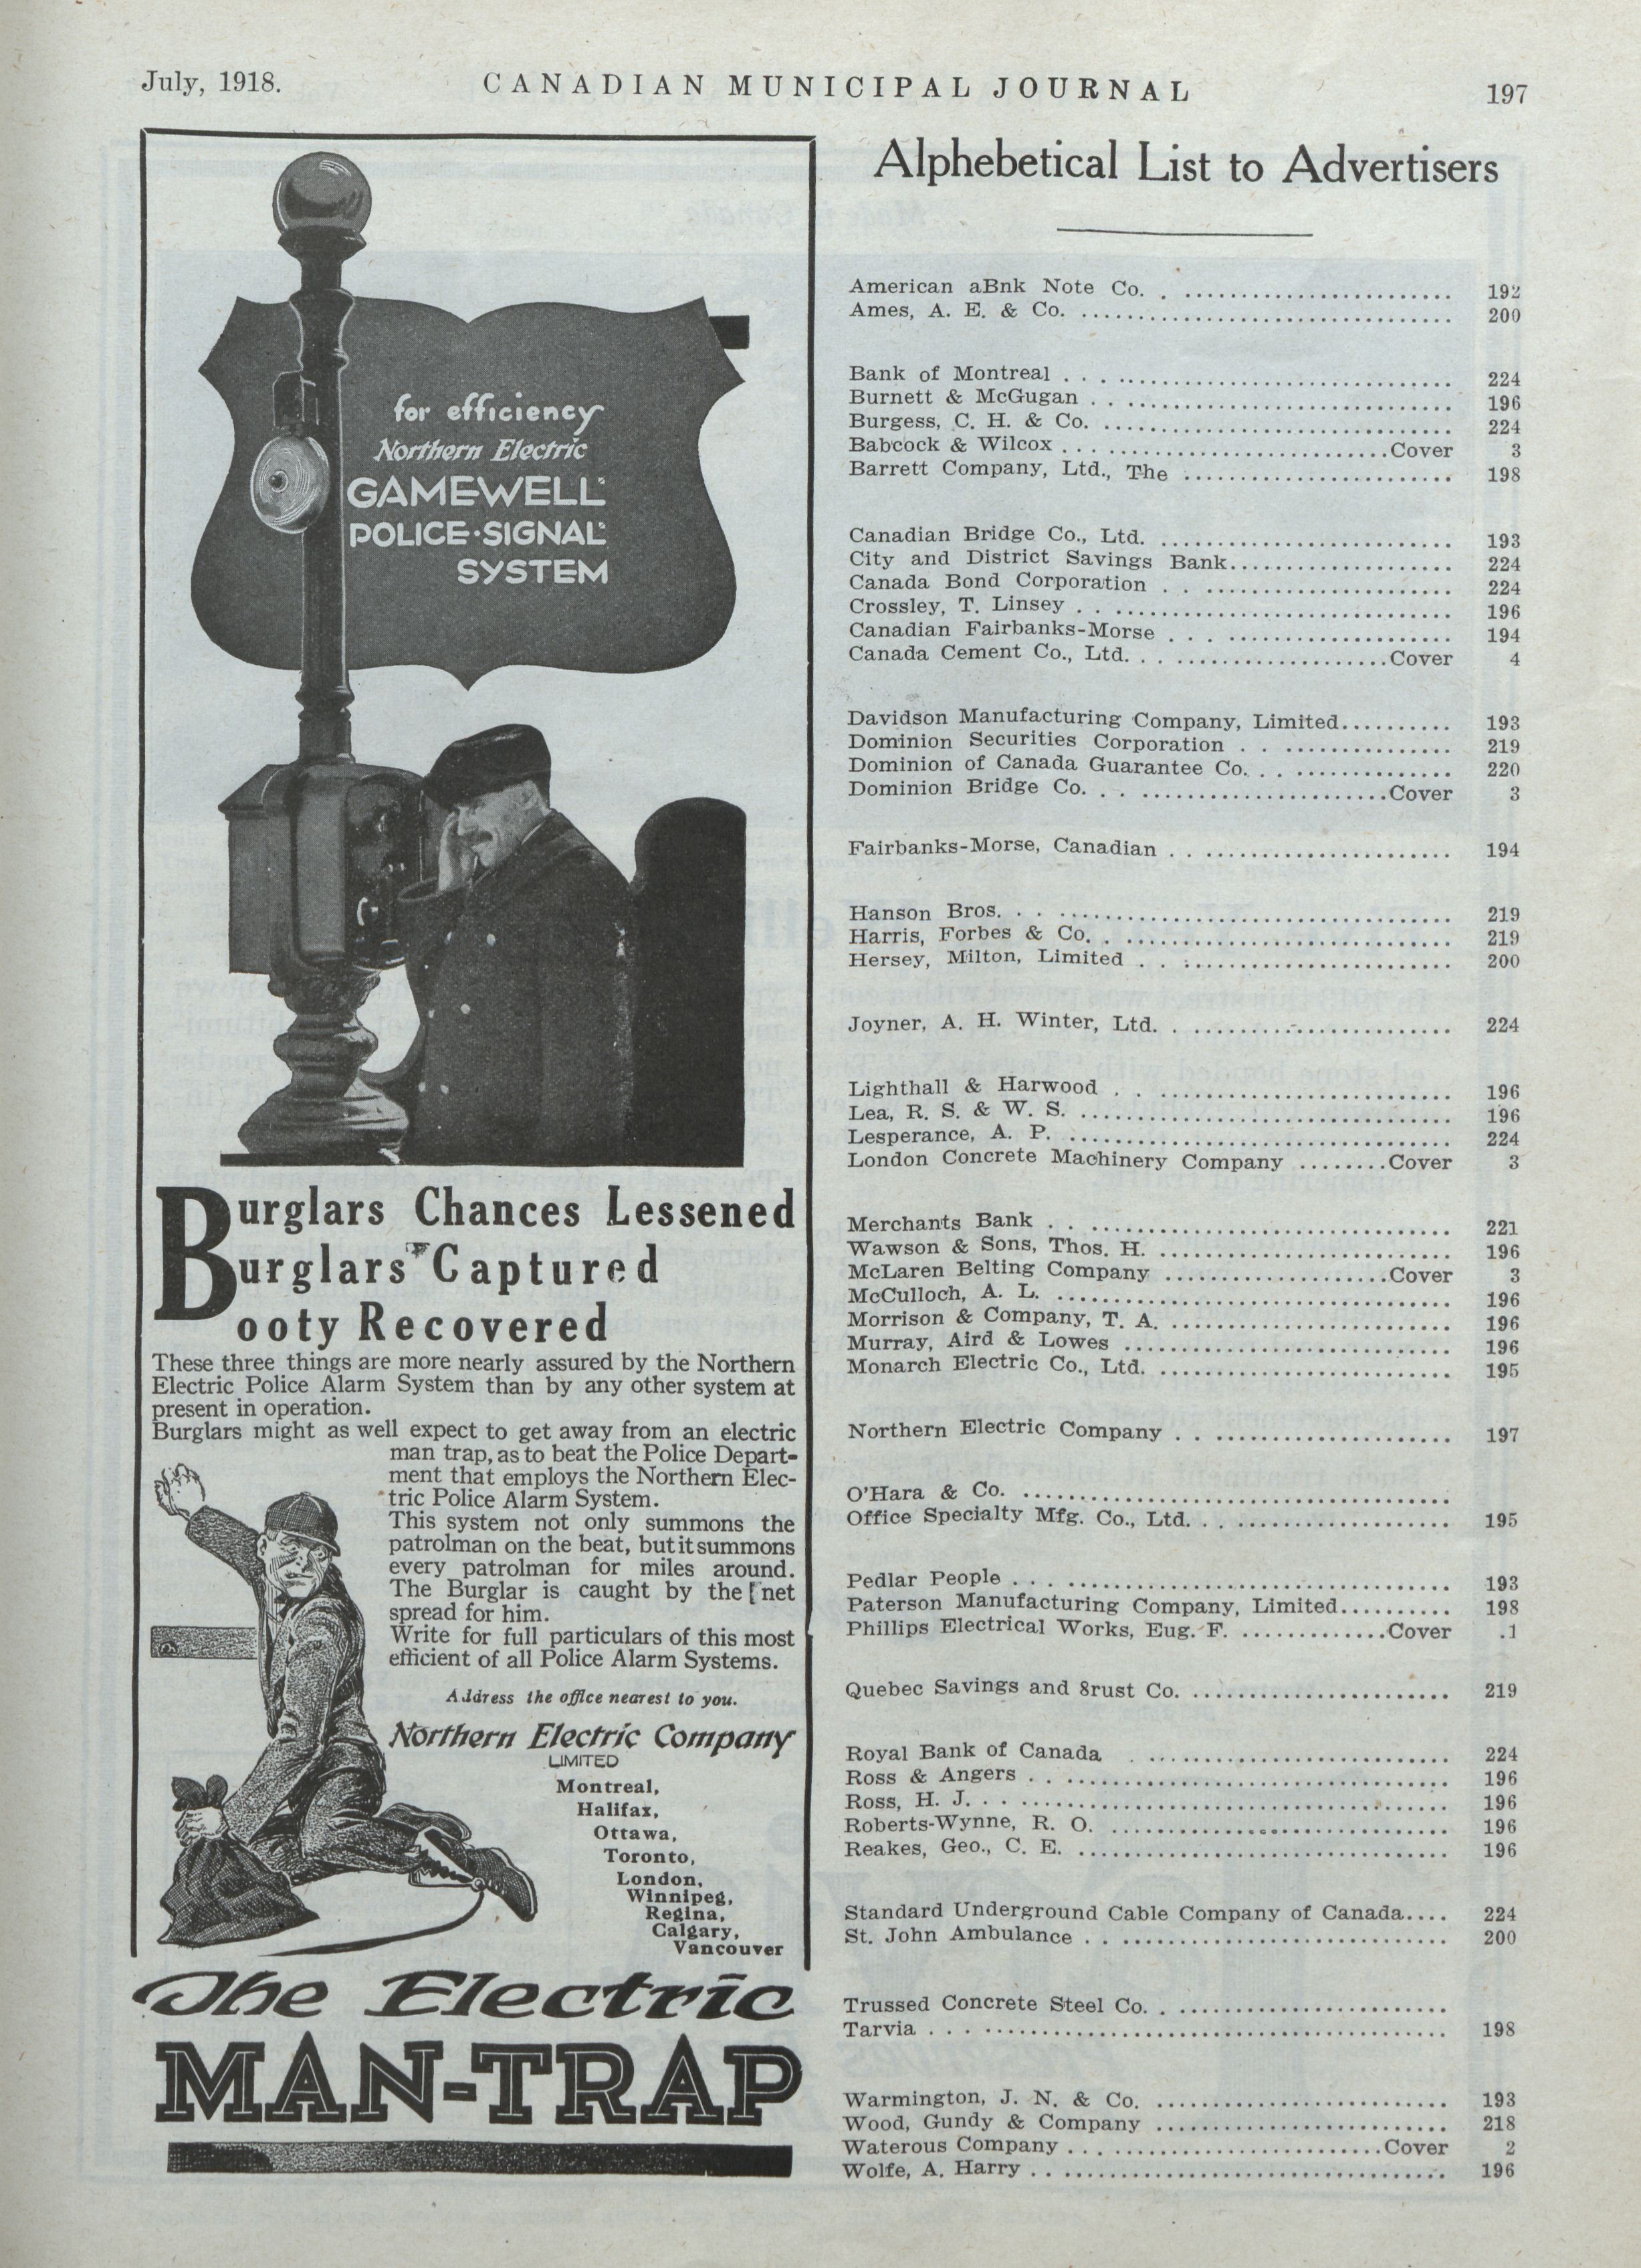 July, 1918.
CANADIAN MUNICIPAL JOURNAL
197
for efficiency
Northern Electric
GAMEWELL
POLICE·SIGNAL
SYSTEM
Burglars Chances Lessened
Burglars Captured
ooty Recovered
These three things are more nearly assured by the Northern
Electric Police Alarm System than by any other system at
present in operation.
Burglars might as well expect to get away from an electric
man trap, as to beat the Police Depart-
ment that employs the Northern Elec-
tric Police Alarm System.
This system not only summons the
patrolman on the beat, but it summons
every patrolman for miles around.
The Burglar is caught by the [ net
spread for him.
Write for full particulars of this most
efficient of all Police Alarm Systems.
Address the office nearest to you.
Northern Electric Company
LIMITED
Montreal,
Halifax,
Ottawa,
Toronto,
London,
Winnipeg,
Regina,
Calgary,
Vancouver
The Electric
MAN-TRAP
Alphebetical List to Advertisers
American aBnk Note Co. . ........................ 192
Ames, A. E. & Co. ................................ 200
Bank of Montreal . . . ............................. 224
Burnett & McGugan . . ............................ 196
Burgess, C. H. & Co. .............................. 224
Babcock & Wilcox . . . ........................Cover 3
Barrett Company, Ltd., The ........................ 198
Canadian Bridge Co., Ltd. .......................... 193
City and District Savings Bank.................... 224
Canada Bond Corporation . . ...................... 224
Crossley, T. Linsey . . .............................. 196
Canadian Fairbanks-Morse . . . .................... 194
Canada Cement Co., Ltd. . . ...................Cover 4
Davidson Manufacturing Company, Limited.......... 193
Dominion Securities Corporation . . ............... 219
Dominion of Canada Guarantee Co. . . .............. 220
Dominion Bridge Co. . . ......................Cover 3
Fairbanks-Morse, Canadian . . ...................... 194
Hanson Bros. . . ................................... 219
Harris, Forbes & Co. . ............................. 219
Hersey, Milton, Limited . . ........................ 200
Joyner, A. H. Winter, Ltd. . ....................... 224
Lighthall & Harwood . . .......................... 196
Lea, R. S. & W. S. ................................. 196
Lesperance, A. P. .................................. 224
London Concrete Machinery Company ........Cover 3
Merchants Bank . . ................................ 221
Wawson & Sons, Thos. H. .......................... 196
McLaren Belting Company ....................Cover 3
McCulloch, A. L. ................................... 196
Morrison & Company, T. A. ......................... 196
Murray, Aird & Lowes ............................. 196
Monarch Electric Co., Ltd. .......................... 195
Northern Electric Company . . ..................... 197
O'Hara & Co. ......................................
Office Specialty Mfg. Co., Ltd. . . ................... 195
Pedlar People . . . .................................. 193
Paterson Manufacturing Company, Limited.......... 198
Phillips Electrical Works, Eug. F. .............Cover .1
Quebec Savings and 8rust Co. ....................... 219
Royal Bank of Canada . ........................... 224
Ross & Angers . . .................................. 196
Ross, H. J. . . ...................................... 196
Roberts-Wynne, R. O. .............................. 196
Reakes, Geo., C. E. ................................. 196
Standard Underground Cable Company of Canada.... 224
St. John Ambulance . . ............................. 200
Trussed Concrete Steel Co. . ........................
Tarvia . . . ......................................... 198
Warmington, J. N. & Co. ........................... 193
Wood, Gundy & Company .......................... 218
Waterous Company . . . ........................Cover 2
Wolfe, A. Harry . . .................................. 196